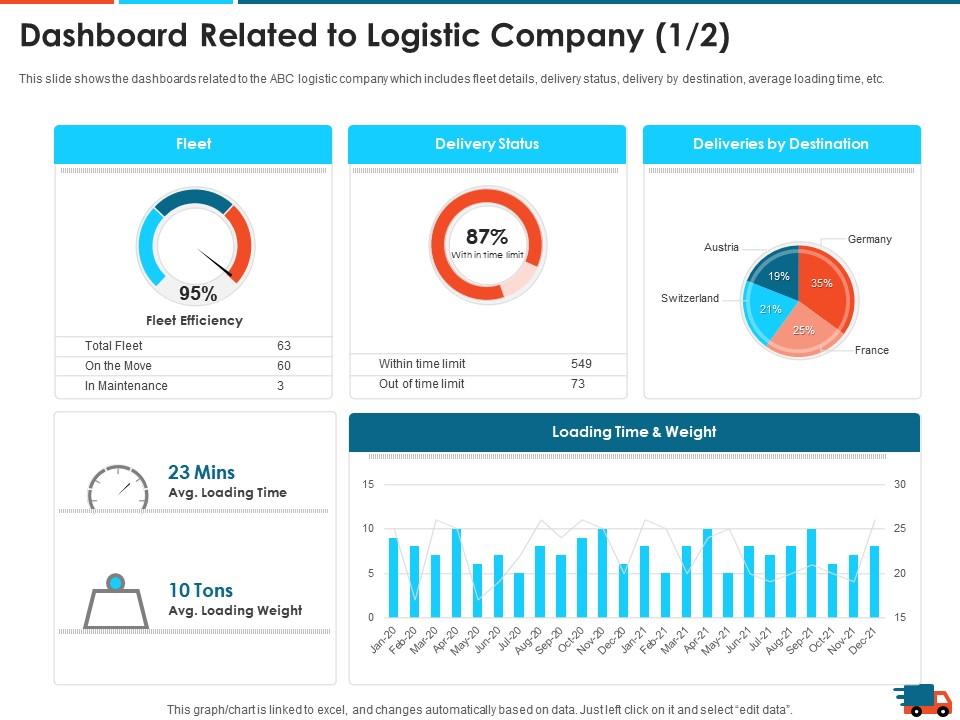 Dashboard Related to Logistic Company (1/2)
This slide shows the dashboards related to the ABC logistic company which includes fleet details, delivery status, delivery by destination, average loading time, etc.
Fleet
95%
Fleet Efficiency
Total Fleet 63
On the Move 60
In Maintenance 3
Delivery Status
87%
Within time limit
Within time limit 549
Out of time limit 73
Deliveries by Destination
Austria
Germany
19%
35%
Switzerland
21%
25%
France
23 Mins
Avg. Loading Time
10 Tons
Avg. Loading Weight
Loading Time & Weight
15 30
10 25
5 20
0 15
Jan-20 Feb-20 Mar-20 Apr-20 May-20 Jun-20 Jul-20 Aug-20 Sep-20 Oct-20 Nov-20 Dec-20 Jan-21 Feb-21 Mar-21 Apr-21 May-21 Jun-21 Jul-21 Aug-21 Sep-21 Oct-21 Nov-21 Dec-21
This graph/chart is linked to excel, and changes automatically based on data. Just left click on it and select “edit data”.